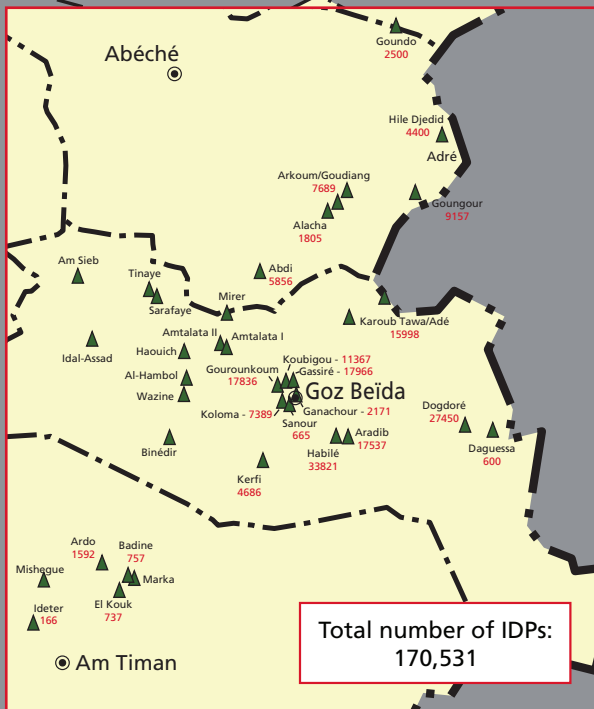 Goundo
2500
Abéché
Hile Djedid
4400
Adré
Arkoum/Goudiang
7689
Goungour
9157
Alacha
1805
Am Sieb
Tinaye
Abdi
5856
Sarafaye
Mirer
Karoub Tawa/Adé
15998
Amtalata II
Amtalata I
Idal-Assad
Haouich
Koubigou - 11367
Gassiré - 17966
Gourounkoum
17836
Al-Hambol
Goz Beïda
Wazine
Koloma - 7389
Ganachour - 2171
Sanour
665
Dogdoré
27450
Aradib
17537
Binédir
Habilé
33821
Daguessa
600
Kerfi
4686
Ardo
1592
Badine
757
Mishegue
Marka
El Kouk
737
Ideter
166
Am Timan
Total number of IDPs:
170,531